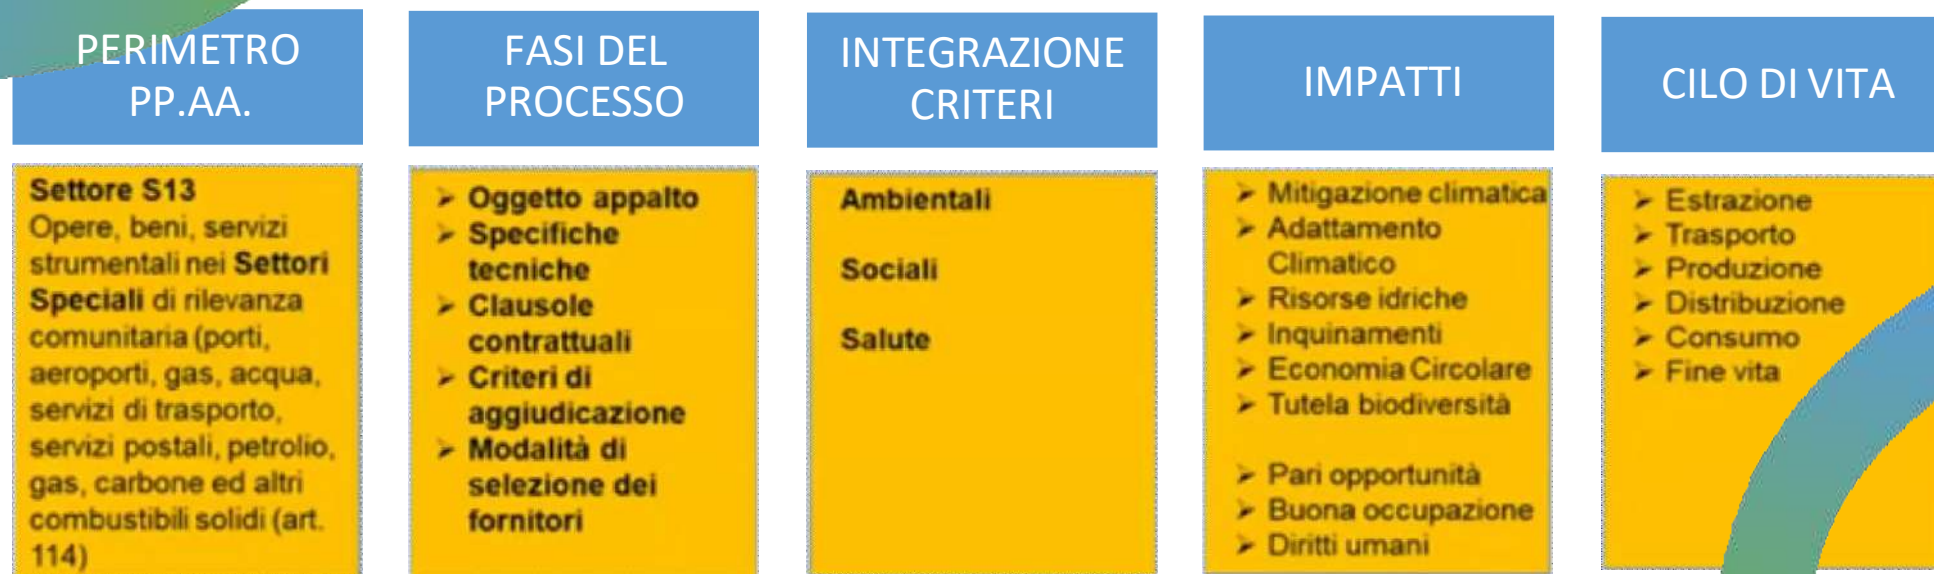 PERIMETRO
PP.AA.
Settore S13
Opere, beni, servizi
strumentali nei Settori
Speciali di rilevanza
comunitaria (porti,
aeroporti, gas, acqua,
servizi di trasporto,
servizi postali, petrolio,
gas, carbone ed altri
combustibili solidi (art.
114)
FASI DEL
PROCESSO
➢ Oggetto appalto
➢ Specifiche
tecniche
➢ Clausole
contrattuali
➢ Criteri di
aggiudicazione
➢ Modalità di
selezione dei
fornitori
INTEGRAZIONE
CRITERI
Ambientali
Sociali
Salute
IMPATTI
➢ Mitigazione climatica
➢ Adattamento
Climatico
➢ Risorse idriche
➢ Inquinamenti
➢ Economia Circolare
➢ Tutela biodiversità
➢ Pari opportunità
➢ Buona occupazione
➢ Diritti umani
CILO DI VITA
➢ Estrazione
➢ Trasporto
➢ Produzione
➢ Distribuzione
➢ Consumo
➢ Fine vita